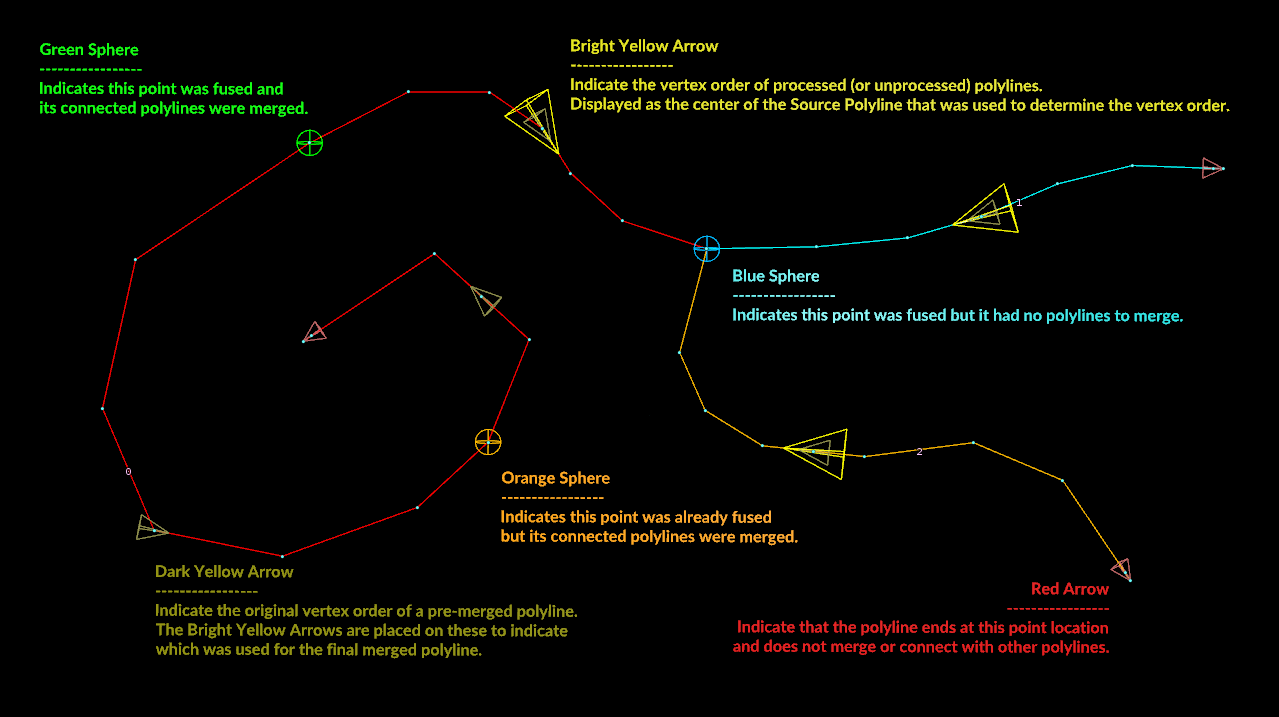 Green Sphere
-----------------
Indicates this point was fused and
its connected polylines were merged.
Bright Yellow Arrow
-----------------
Indicate the vertex order of processed (or unprocessed) polylines.
Displayed as the center of the Source Polyline that was used to determine the vertex order.
1
Blue Sphere
-----------------
Indicates this point was fused but it had no polylines to merge.
0
2
Orange Sphere
-----------------
Indicates this point was already fused
but its connected polylines were merged.
Dark Yellow Arrow
-----------------
Indicate the original vertex order of a pre-merged polyline.
The Bright Yellow Arrows are placed on these to indicate
which was used for the final merged polyline.
Red Arrow
-----------------
Indicate that the polyline ends at this point location
and does not merge or connect with other polylines.